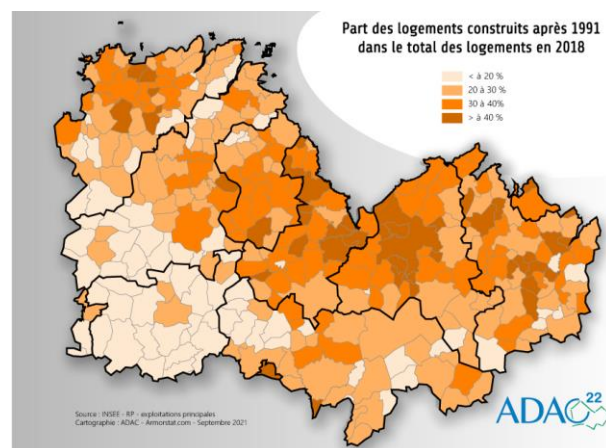 Part des logements construits après 1991
dans le total des logements en 2018
< à 20 %
20 à 30 %
30 à 40%
> à 40 %
Source : INSEE - RP - exploitations principales
Cartographie : ADAC - Armorstat.com - Septembre 2021
ADAC 22